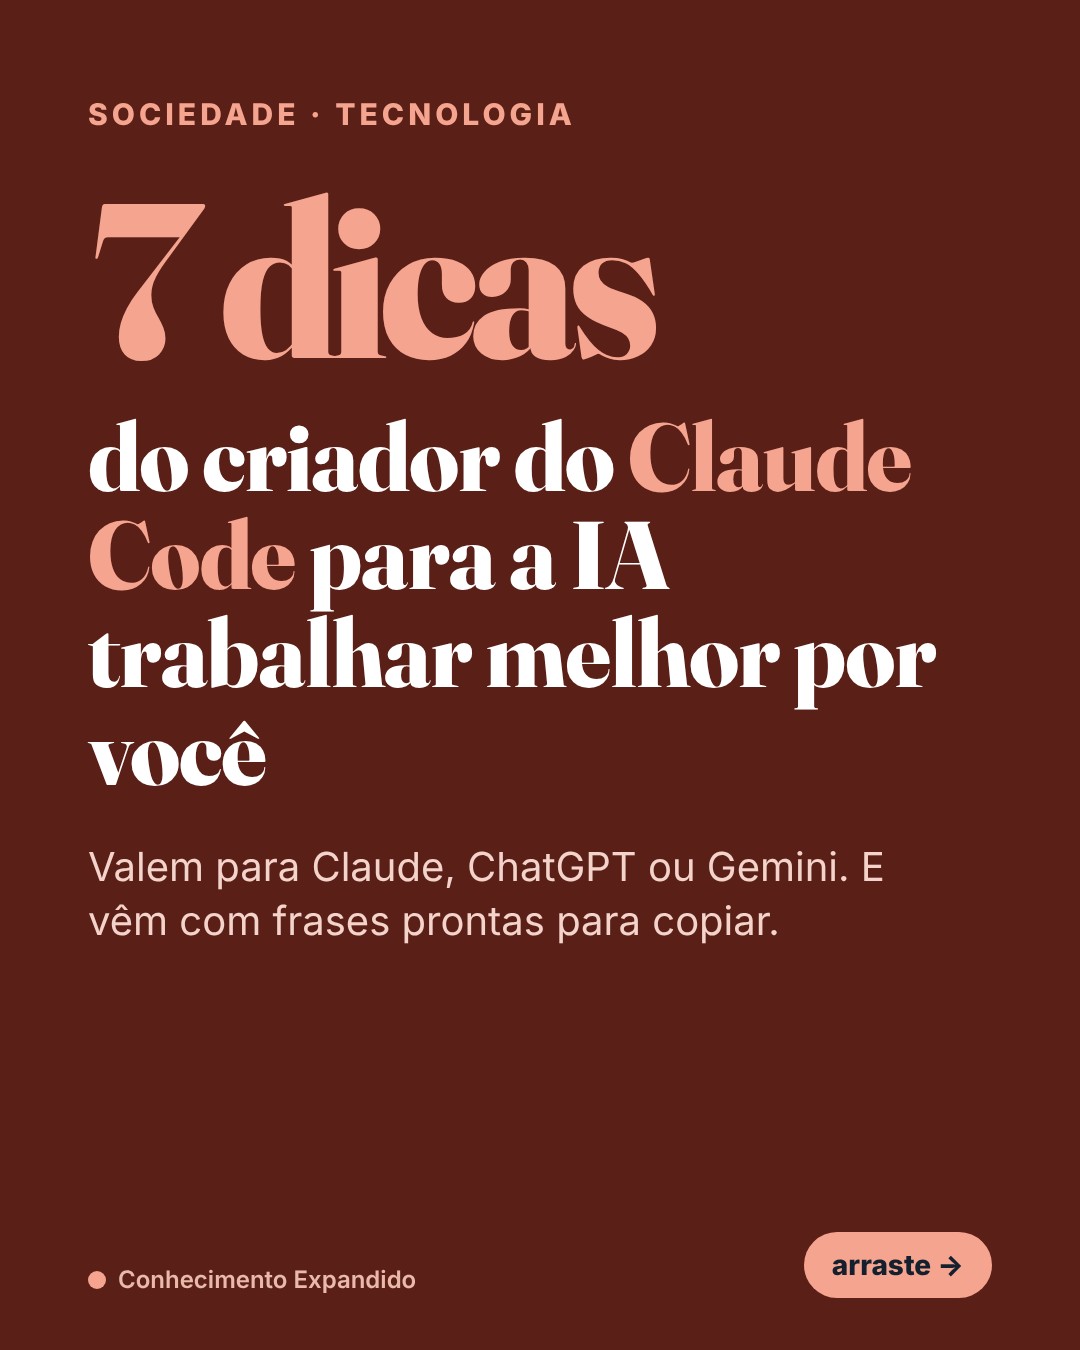 SOCIEDADE · TECNOLOGIA
7 dicas
do criador do Claude
Code para a IA
trabalhar melhor por
você
Valem para Claude, ChatGPT ou Gemini. E
vêm com frases prontas para copiar.
Conhecimento Expandido
arraste →